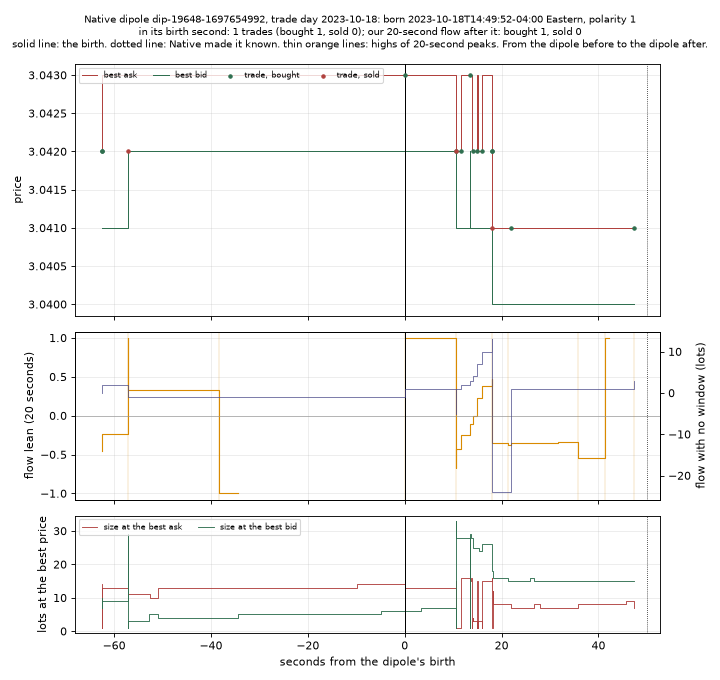 Native dipole dip-19648-1697654992, trade day 2023-10-18: born 2023-10-18T14:49:52-04:00 Eastern, polarity 1
in its birth second: 1 trades (bought 1, sold 0); our 20-second flow after it: bought 1, sold 0
solid line: the birth. dotted line: Native made it known. thin orange lines: highs of 20-second peaks. From the dipole before to the dipole after.
best ask
best bid
trade, bought
trade, sold
3.0430
3.0420
3.0415
3.0410
3.0405
3.0400
price
1.0
0.5
0.0
−0.5
−1.0
flow lean (20 seconds)
10
0
−10
−20
flow with no window (lots)
size at the best ask
size at the best bid
30
20
10
0
lots at the best price
−60
−40
−20
0
20
40
seconds from the dipole's birth